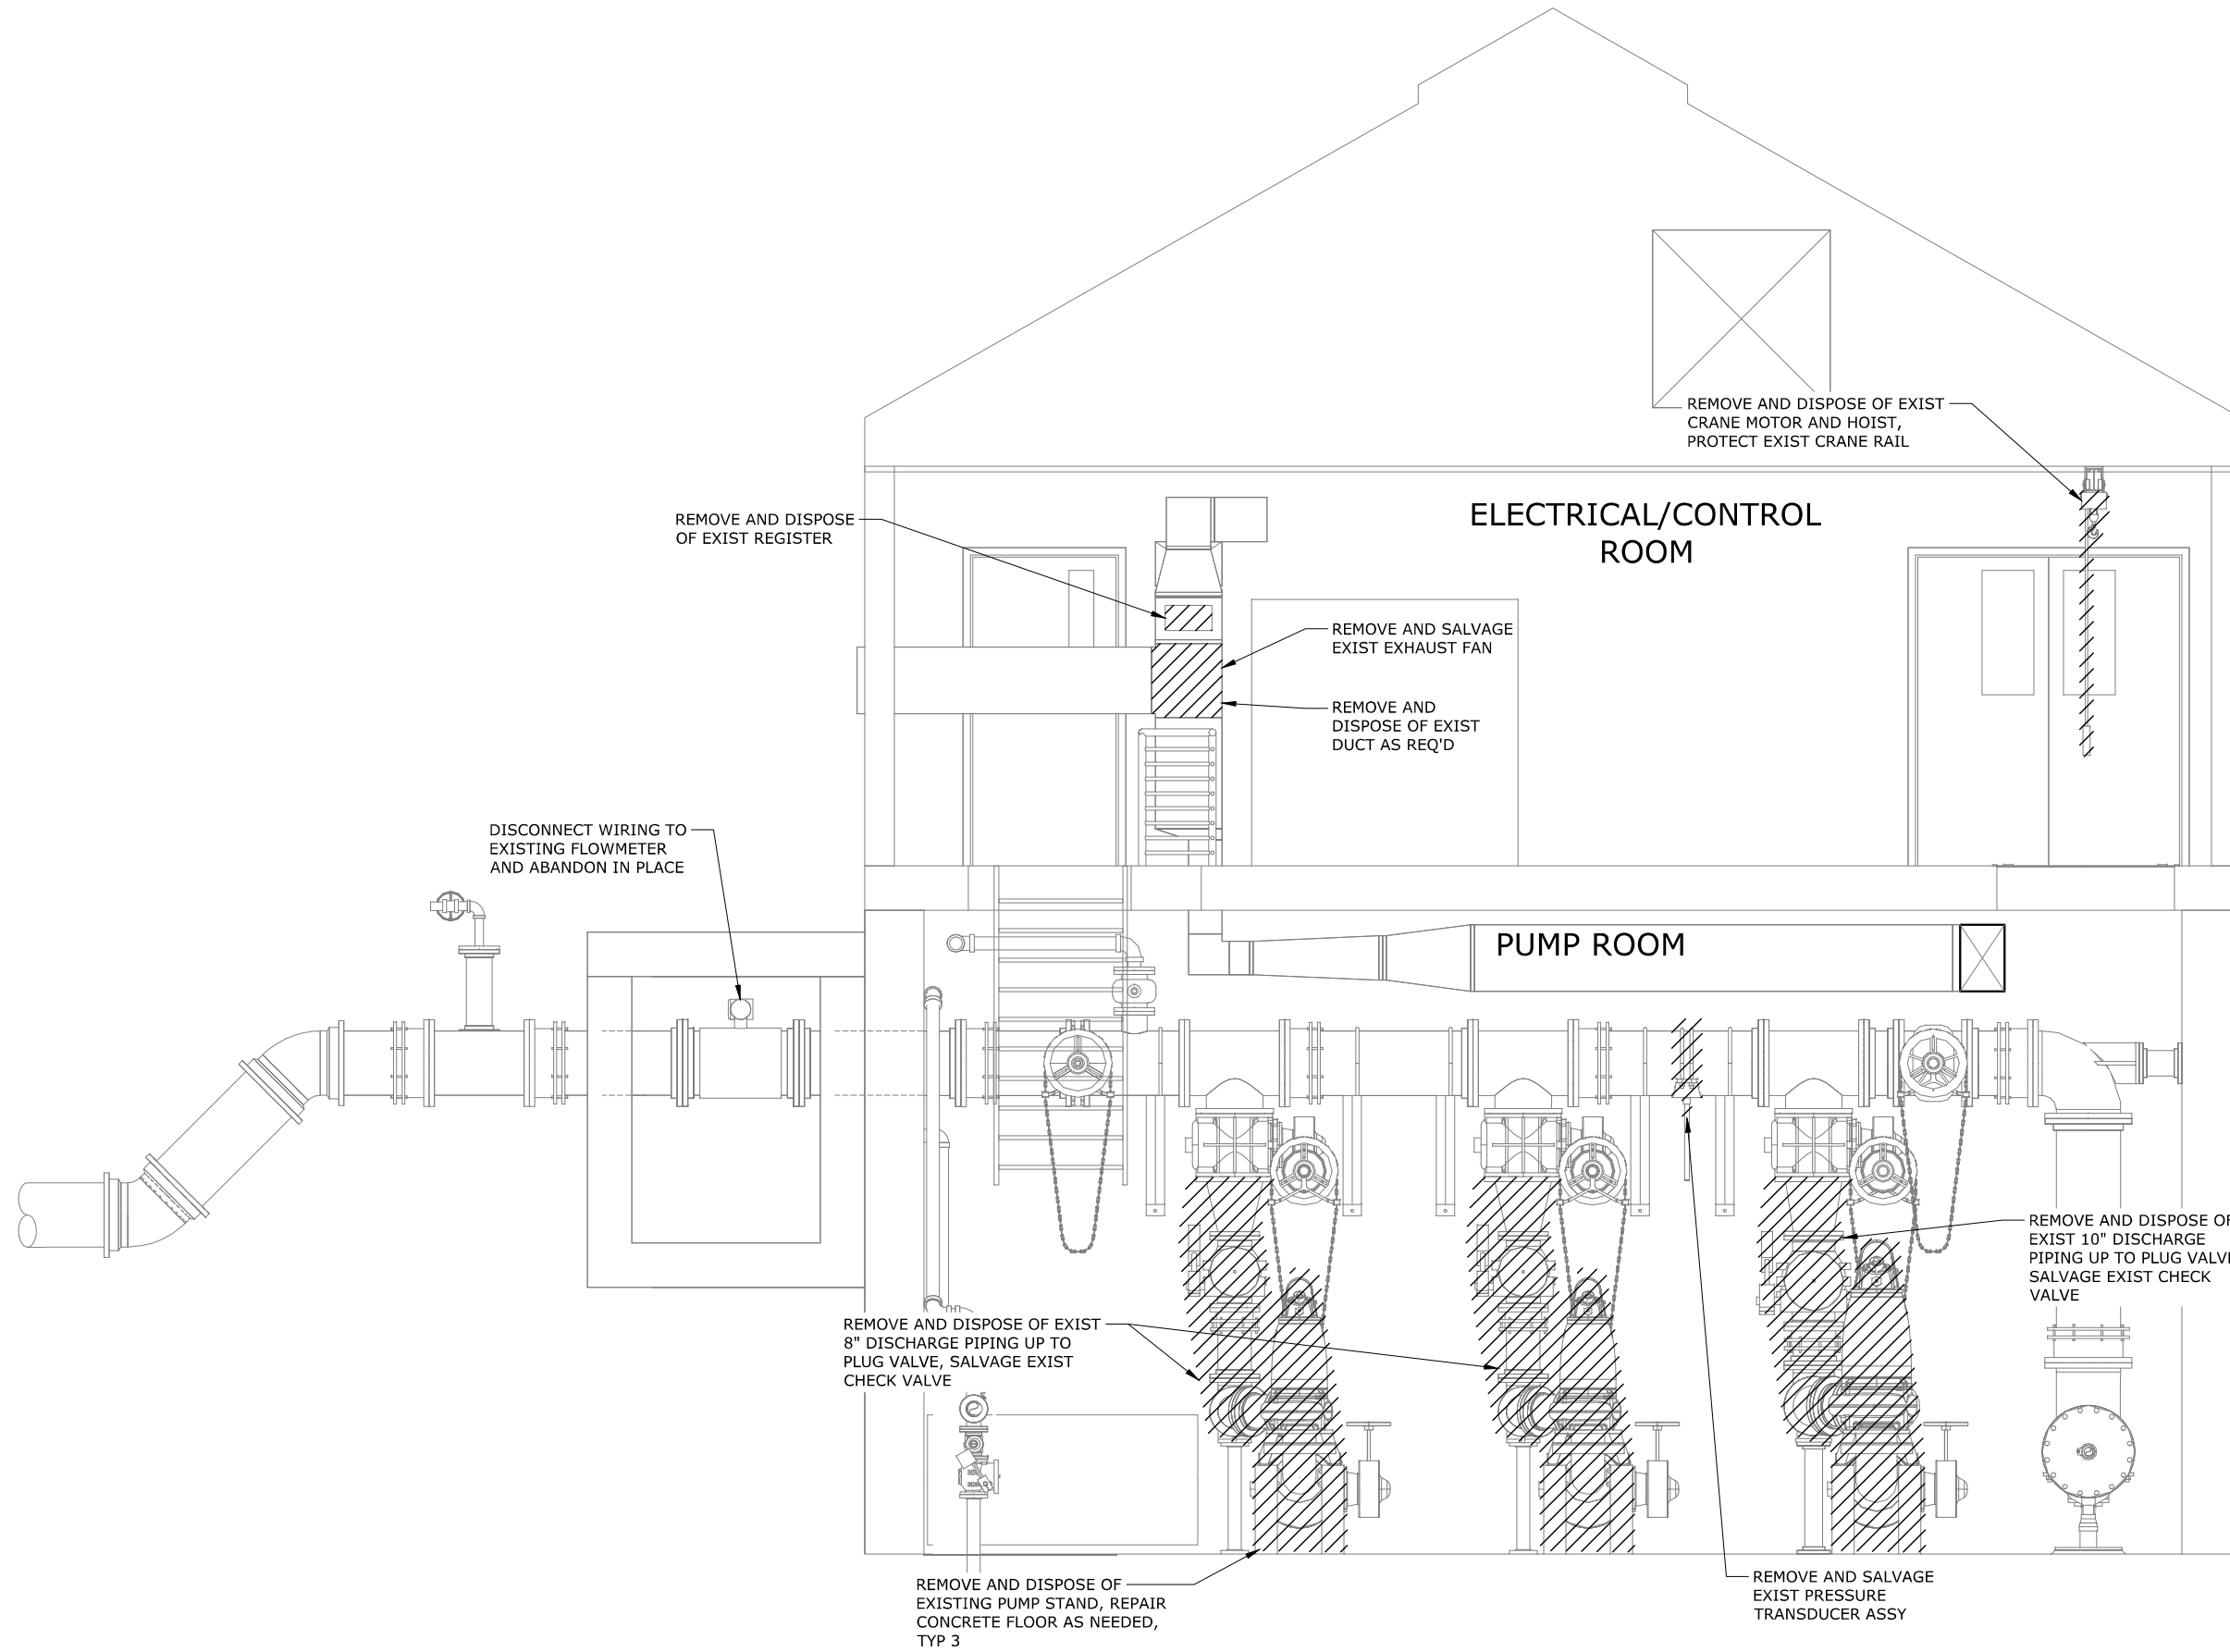 REMOVE AND DISPOSE OF EXIST
CRANE MOTOR AND HOIST,
PROTECT EXIST CRANE RAIL
ELECTRICAL/CONTROL
ROOM
REMOVE AND DISPOSE
OF EXIST REGISTER
REMOVE AND SALVAGE
EXIST EXHAUST FAN
REMOVE AND
DISPOSE OF EXIST
DUCT AS REQ'D
DISCONNECT WIRING TO
EXISTING FLOWMETER
AND ABANDON IN PLACE
PUMP ROOM
REMOVE AND DISPOSE OF
EXIST 10" DISCHARGE
PIPING UP TO PLUG VALVE
SALVAGE EXIST CHECK
VALVE
REMOVE AND DISPOSE OF EXIST
8" DISCHARGE PIPING UP TO
PLUG VALVE, SALVAGE EXIST
CHECK VALVE
REMOVE AND DISPOSE OF
EXISTING PUMP STAND, REPAIR
CONCRETE FLOOR AS NEEDED,
TYP 3
REMOVE AND SALVAGE
EXIST PRESSURE
TRANSDUCER ASSY